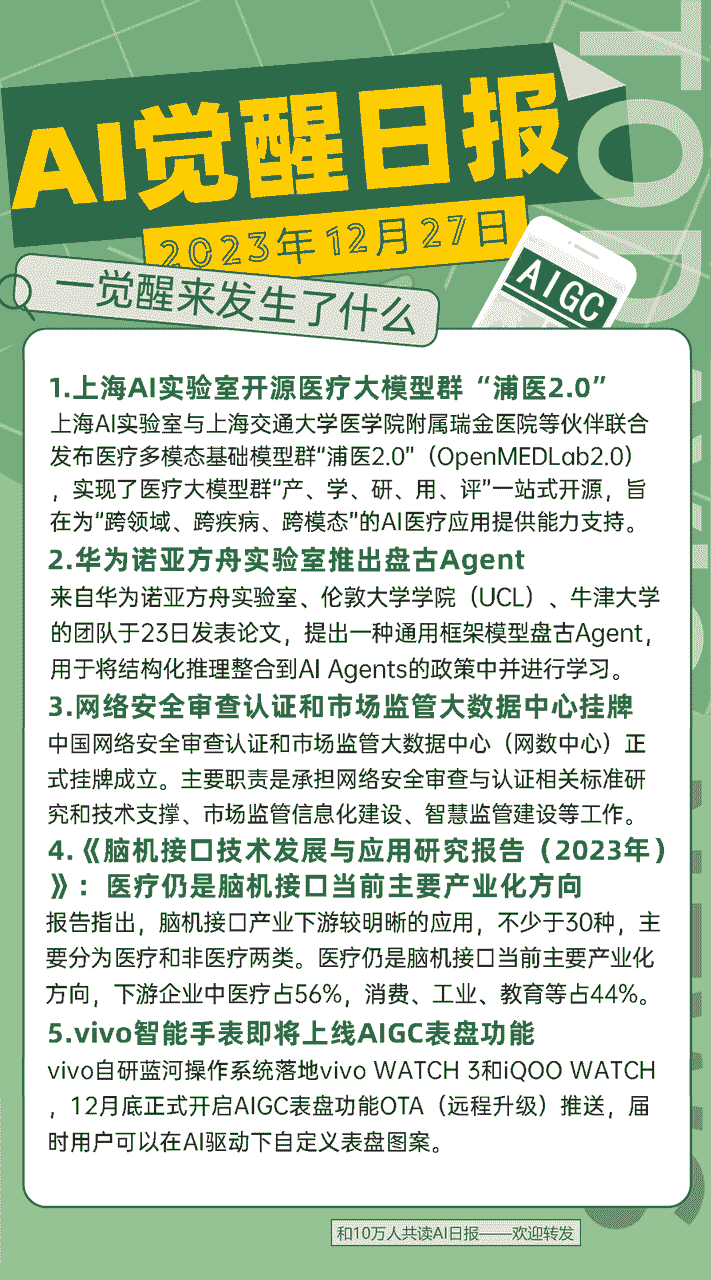 AI觉醒日报
2023年12月27日
一觉醒来发生了什么
AIGC
1.上海AI实验室开源医疗大模型群“浦医2.0”
上海AI实验室与上海交通大学医学院附属瑞金医院等伙伴联合
发布医疗多模态基础模型群“浦医2.0”（OpenMEDLab2.0）
，实现了医疗大模型群“产、学、研、用、评”一站式开源，旨
在为“跨领域、跨疾病、跨模态”的AI医疗应用提供能力支持。
2.华为诺亚方舟实验室推出盘古Agent
来自华为诺亚方舟实验室、伦敦大学学院（UCL）、牛津大学
的团队于23日发表论文，提出一种通用框架模型盘古Agent，
用于将结构化推理整合到AI Agents的政策中并进行学习。
3.网络安全审查认证和市场监管大数据中心挂牌
中国网络安全审查认证和市场监管大数据中心（网数中心）正
式挂牌成立。主要职责是承担网络安全审查与认证相关标准研
究和技术支撑、市场监管信息化建设、智慧监管建设等工作。
4.《脑机接口技术发展与应用研究报告（2023年）
》：医疗仍是脑机接口当前主要产业化方向
报告指出，脑机接口产业下游较明晰的应用，不少于30种，主
要分为医疗和非医疗两类。医疗仍是脑机接口当前主要产业化
方向，下游企业中医疗占56%，消费、工业、教育等占44%。
5.vivo智能手表即将上线AIGC表盘功能
vivo自研蓝河操作系统落地vivo WATCH 3和iQOO WATCH
，12月底正式开启AIGC表盘功能OTA（远程升级）推送，届
时用户可以在AI驱动下自定义表盘图案。
和10万人共读AI日报——欢迎转发